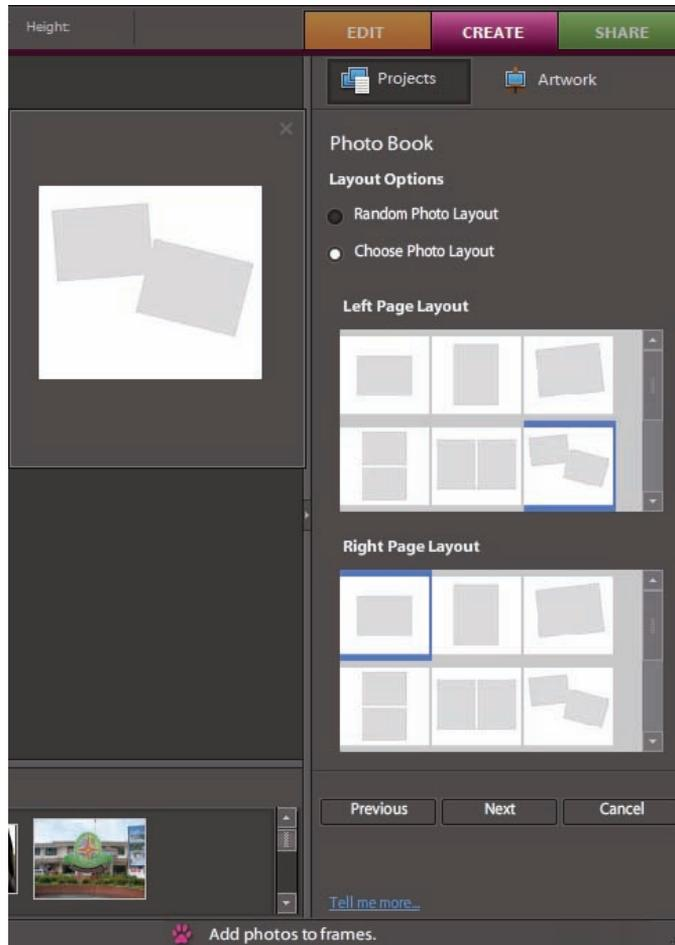 Height:
EDIT
CREATE
SHARE
Projects
Artwork
Photo Book
Layout Options
Random Photo Layout
Choose Photo Layout
Left Page Layout
Right Page Layout
Previous
Next
Cancel
Tell me more...
Add photos to frames.